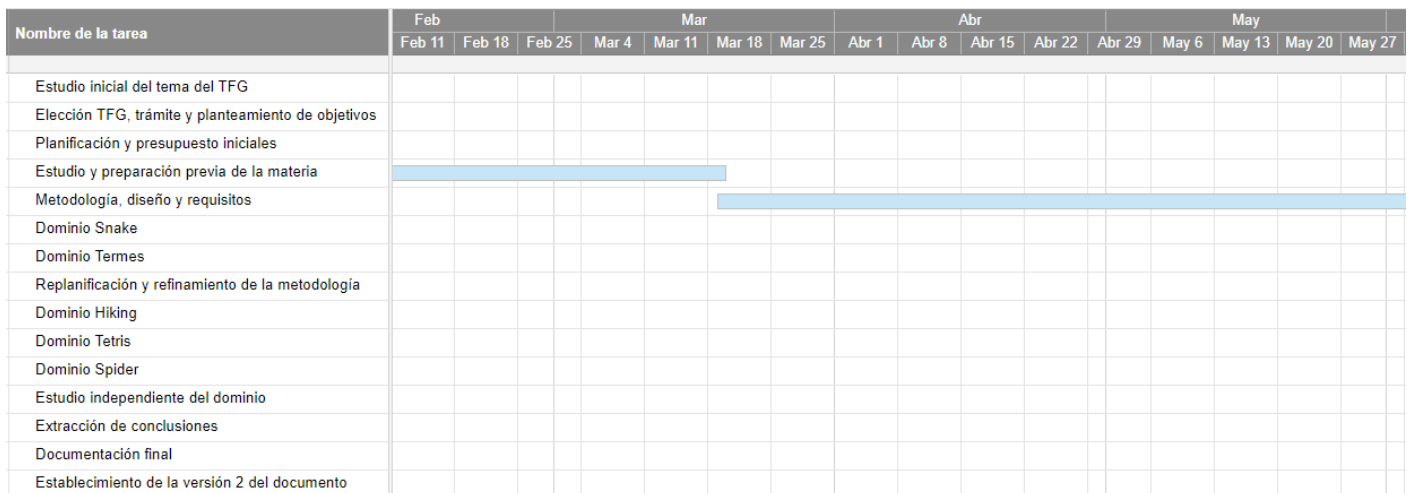 Nombre de la tarea
Feb Mar Abr May
Feb 11 Feb 18 Feb 25 Mar 4 Mar 11 Mar 18 Mar 25 Abr 1 Abr 8 Abr 15 Abr 22 Abr 29 May 6 May 13 May 20 May 27
Estudio inicial del tema del TFG
Elección TFG, trámite y planteamiento de objetivos
Planificación y presupuesto iniciales
Estudio y preparación previa de la materia
Metodología, diseño y requisitos
Dominio Snake
Dominio Termes
Replanificación y refinamiento de la metodología
Dominio Hiking
Dominio Tetris
Dominio Spider
Estudio independiente del dominio
Extracción de conclusiones
Documentación final
Establecimiento de la versión 2 del documento